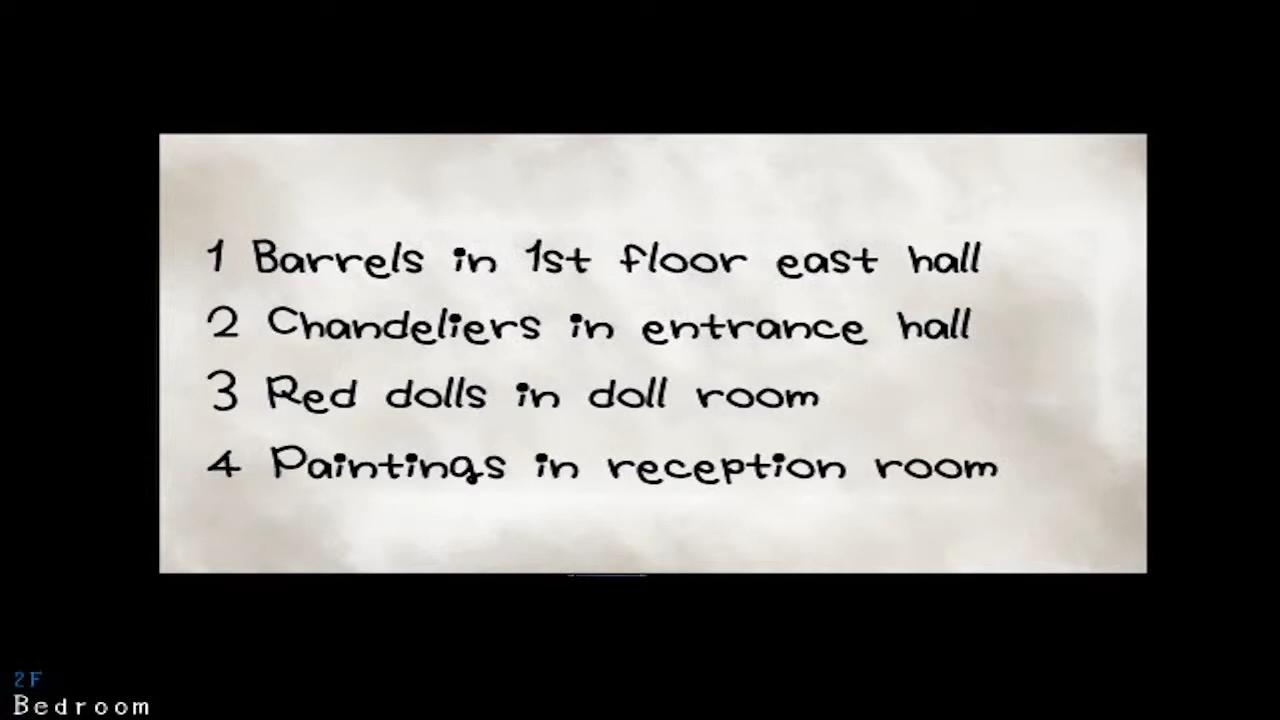 1 Barrels in 1st floor east hall
2 Chandeliers in entrance hall
3 Red dolls in doll room
4 Paintings in reception room
2F
Bedroom